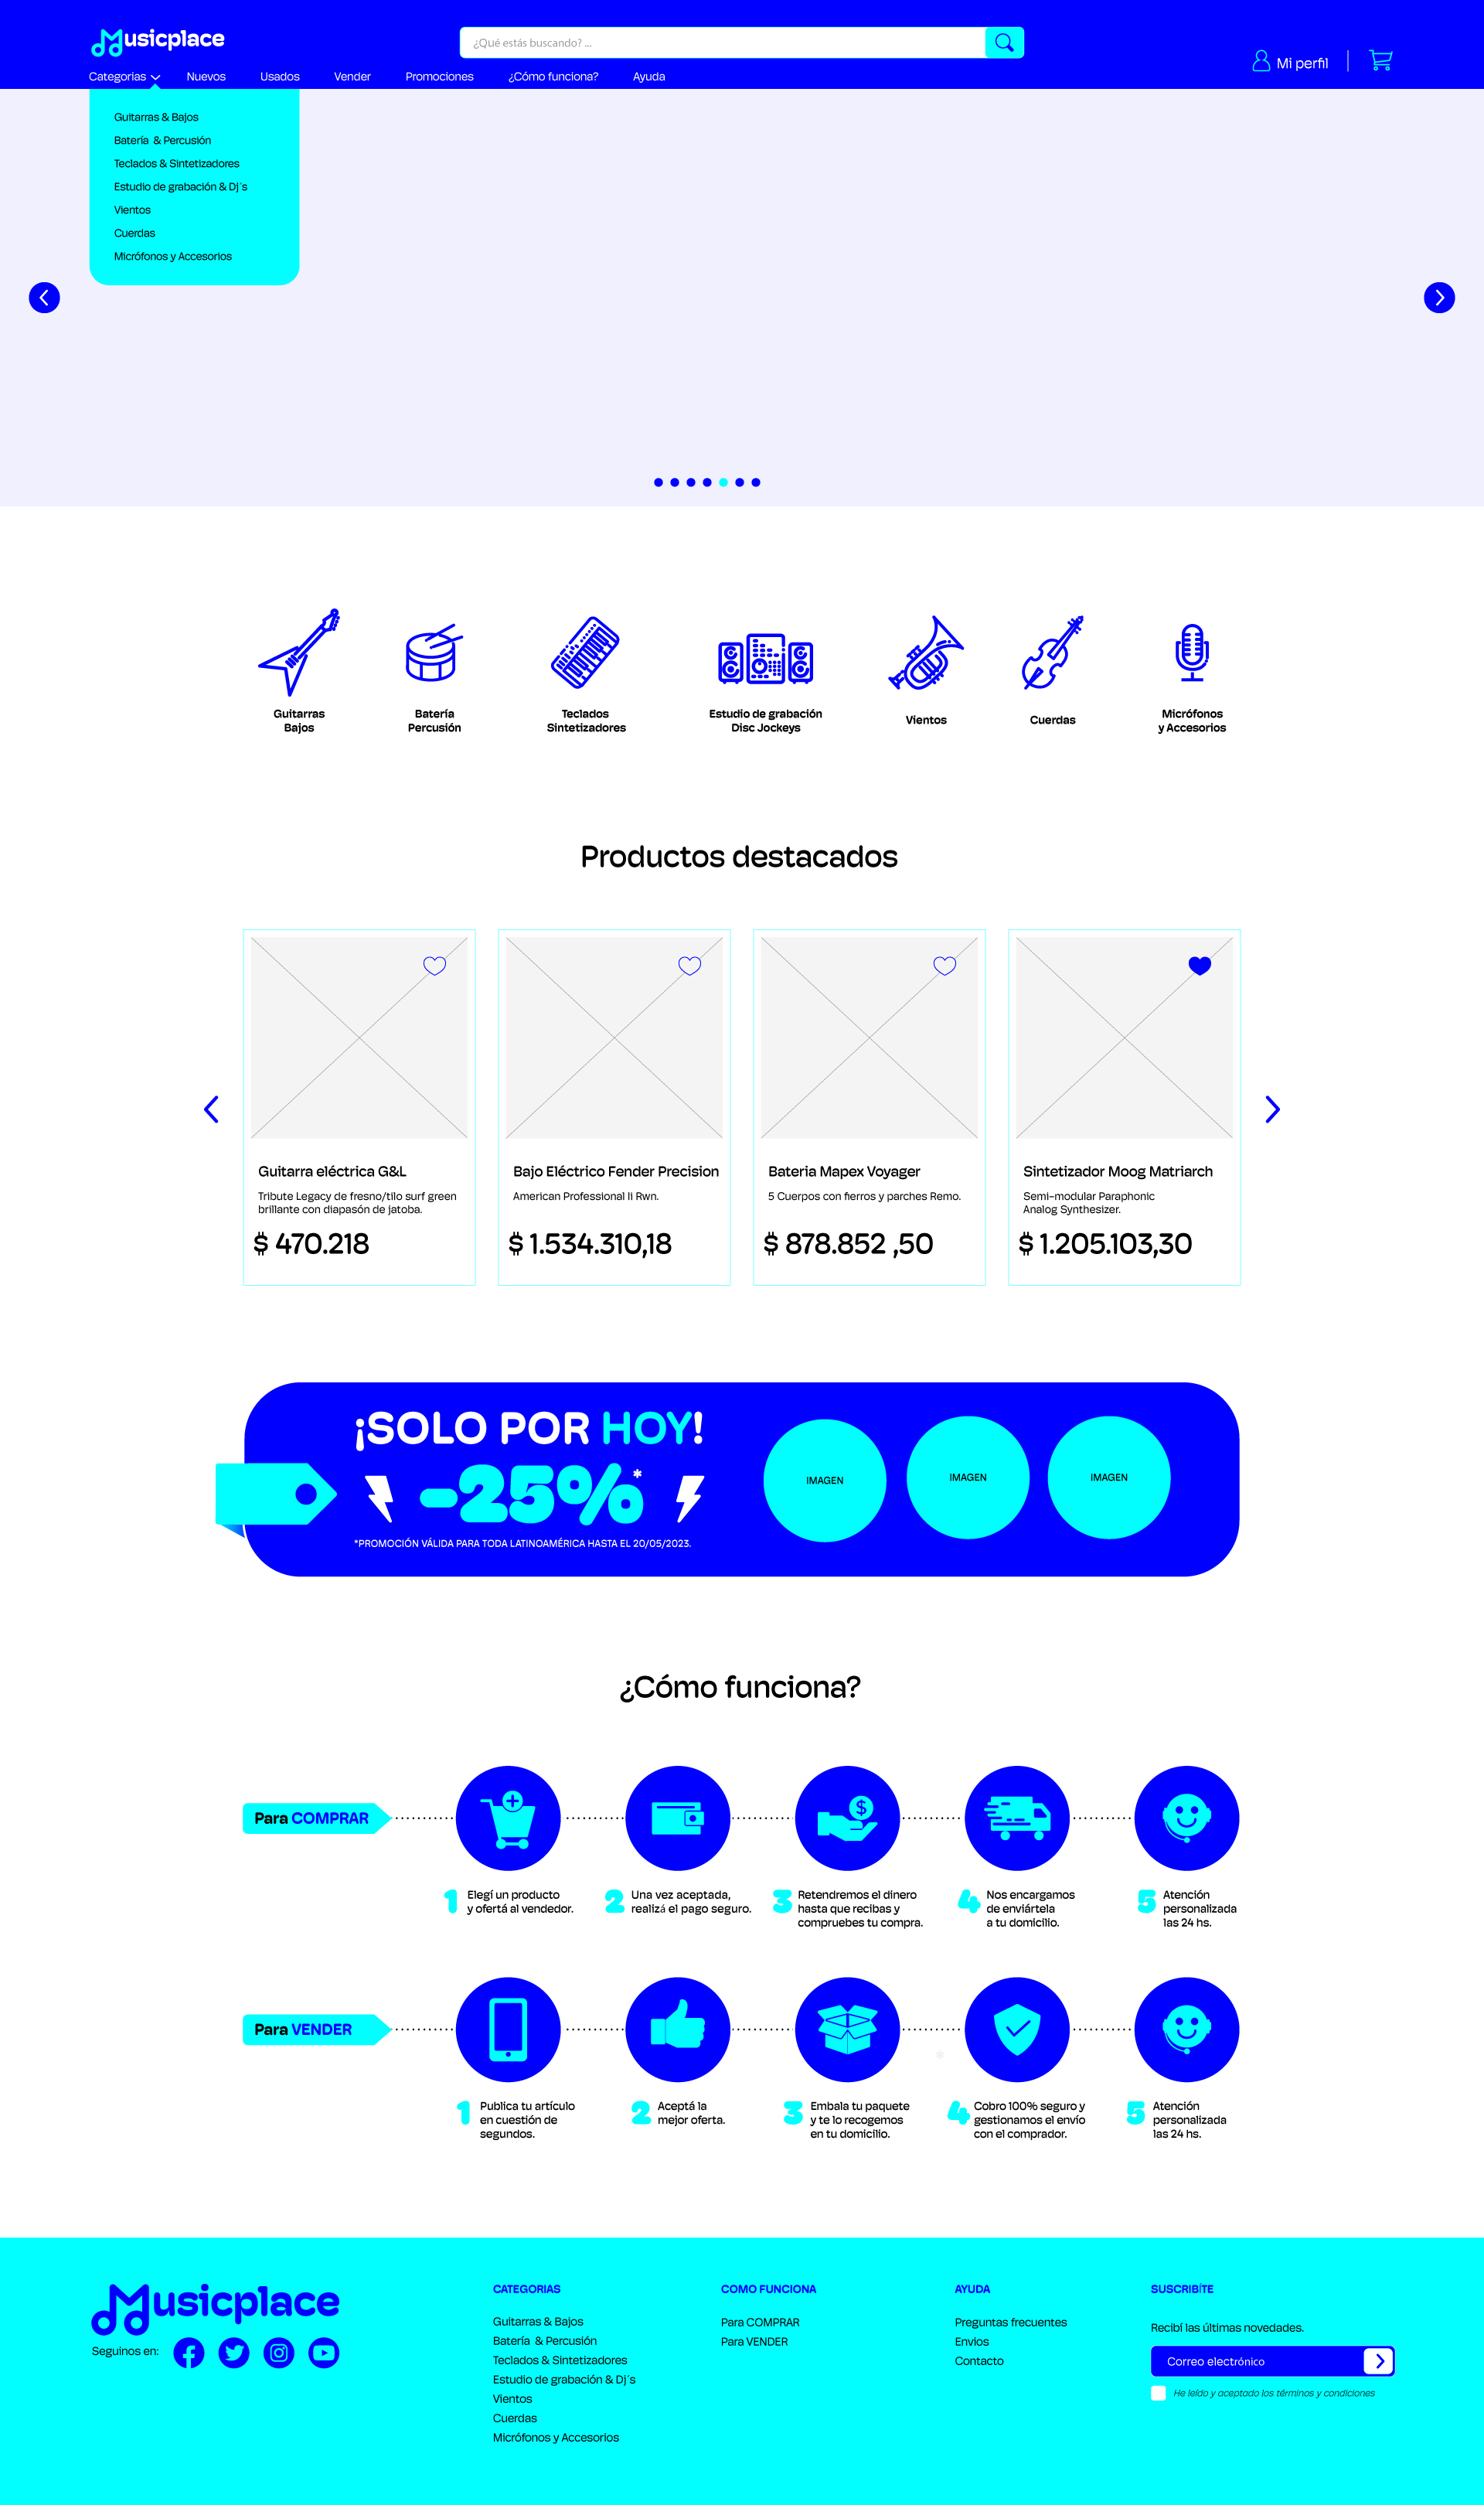 Musicplace
¿Qué estás buscando? ...
Categorías
Nuevos
Usados
Vender
Promociones
¿Cómo funciona?
Ayuda
Mi perfil
Guitarras & Bajos
Batería & Percusión
Teclados & Sintetizadores
Estudio de grabación & Dj´s
Vientos
Cuerdas
Micrófonos y Accesorios
Guitarras
Bajos
Batería
Percusión
Teclados
Sintetizadores
Estudio de grabación
Disc Jockeys
Vientos
Cuerdas
Micrófonos
y Accesorios
Productos destacados
Guitarra eléctrica G&L
Tribute Legacy de fresno/tilo surf green
brillante con diapasón de jatoba.
$ 470.218
Bajo Eléctrico Fender Precision
American Professional Ii Rwn.
$ 1.534.310,18
Bateria Mapex Voyager
5 Cuerpos con fierros y parches Remo.
$ 878.852 ,50
Sintetizador Moog Matriarch
Semi-modular Paraphonic
Analog Synthesizer.
$ 1.205.103,30
¡SOLO POR HOY!
-25%*
*PROMOCIÓN VÁLIDA PARA TODA LATINOAMÉRICA HASTA EL 20/05/2023.
IMAGEN
IMAGEN
IMAGEN
¿Cómo funciona?
Para COMPRAR
1 Elegí un producto
y ofertá al vendedor.
2 Una vez aceptada,
realizá el pago seguro.
3 Retendremos el dinero
hasta que recibas y
compruebes tu compra.
4 Nos encargamos
de enviártela
a tu domicilio.
5 Atención
personalizada
las 24 hs.
Para VENDER
1 Publica tu artículo
en cuestión de
segundos.
2 Aceptá la
mejor oferta.
3 Embala tu paquete
y te lo recogemos
en tu domicilio.
4 Cobro 100% seguro y
gestionamos el envío
con el comprador.
5 Atención
personalizada
las 24 hs.
Musicplace
Seguinos en:
CATEGORIAS
Guitarras & Bajos
Batería & Percusión
Teclados & Sintetizadores
Estudio de grabación & Dj´s
Vientos
Cuerdas
Micrófonos y Accesorios
COMO FUNCIONA
Para COMPRAR
Para VENDER
AYUDA
Preguntas frecuentes
Envios
Contacto
SUSCRIBÍTE
Recibí las últimas novedades.
Correo electrónico
He leído y aceptado los términos y condiciones